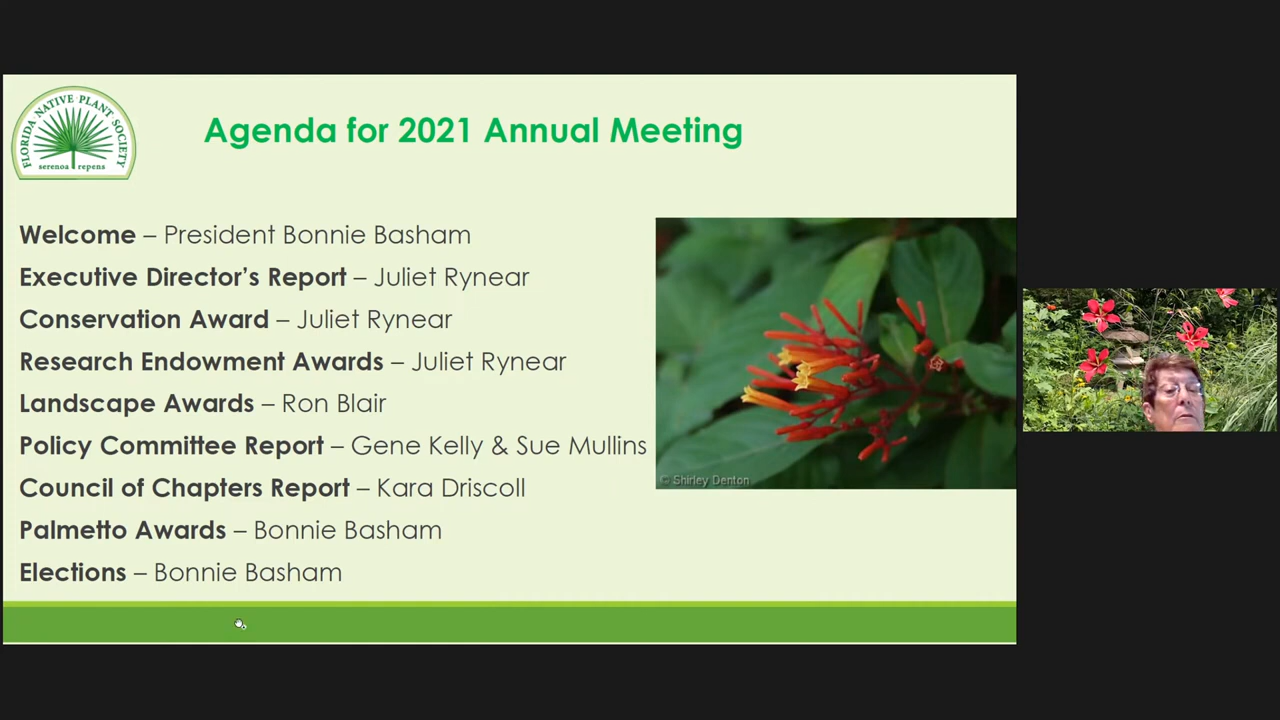 FLORIDA NATIVE PLANT SOCIETY
serenoa repens
Agenda for 2021 Annual Meeting
Welcome – President Bonnie Basham
Executive Director’s Report – Juliet Rynear
Conservation Award – Juliet Rynear
Research Endowment Awards – Juliet Rynear
Landscape Awards – Ron Blair
Policy Committee Report – Gene Kelly & Sue Mullins
Council of Chapters Report – Kara Driscoll
Palmetto Awards – Bonnie Basham
Elections – Bonnie Basham
© Shirley Denton